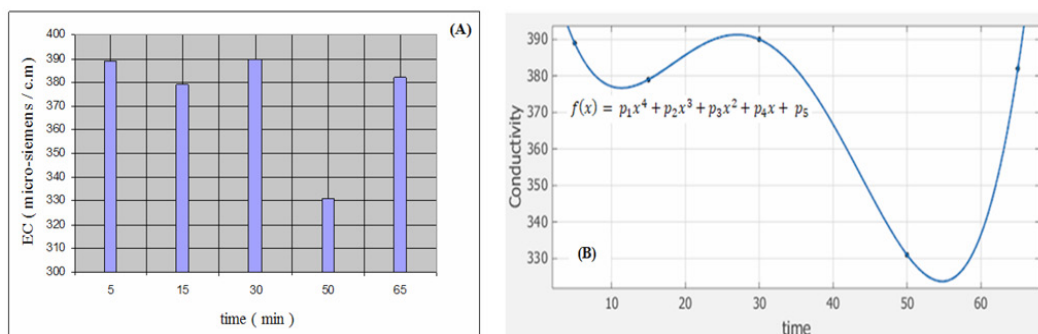 (A)
400
390
380
370
360
350
340
330
320
310
300
EC ( micro-siemens / c.m )
5 15 30 50 65
time ( min )
390
380
370
360
350
340
330
Conductivity
f(x) = p₁x⁴ + p₂x³ + p₃x² + p₄x + p₅
(B)
10 20 30 40 50 60
time